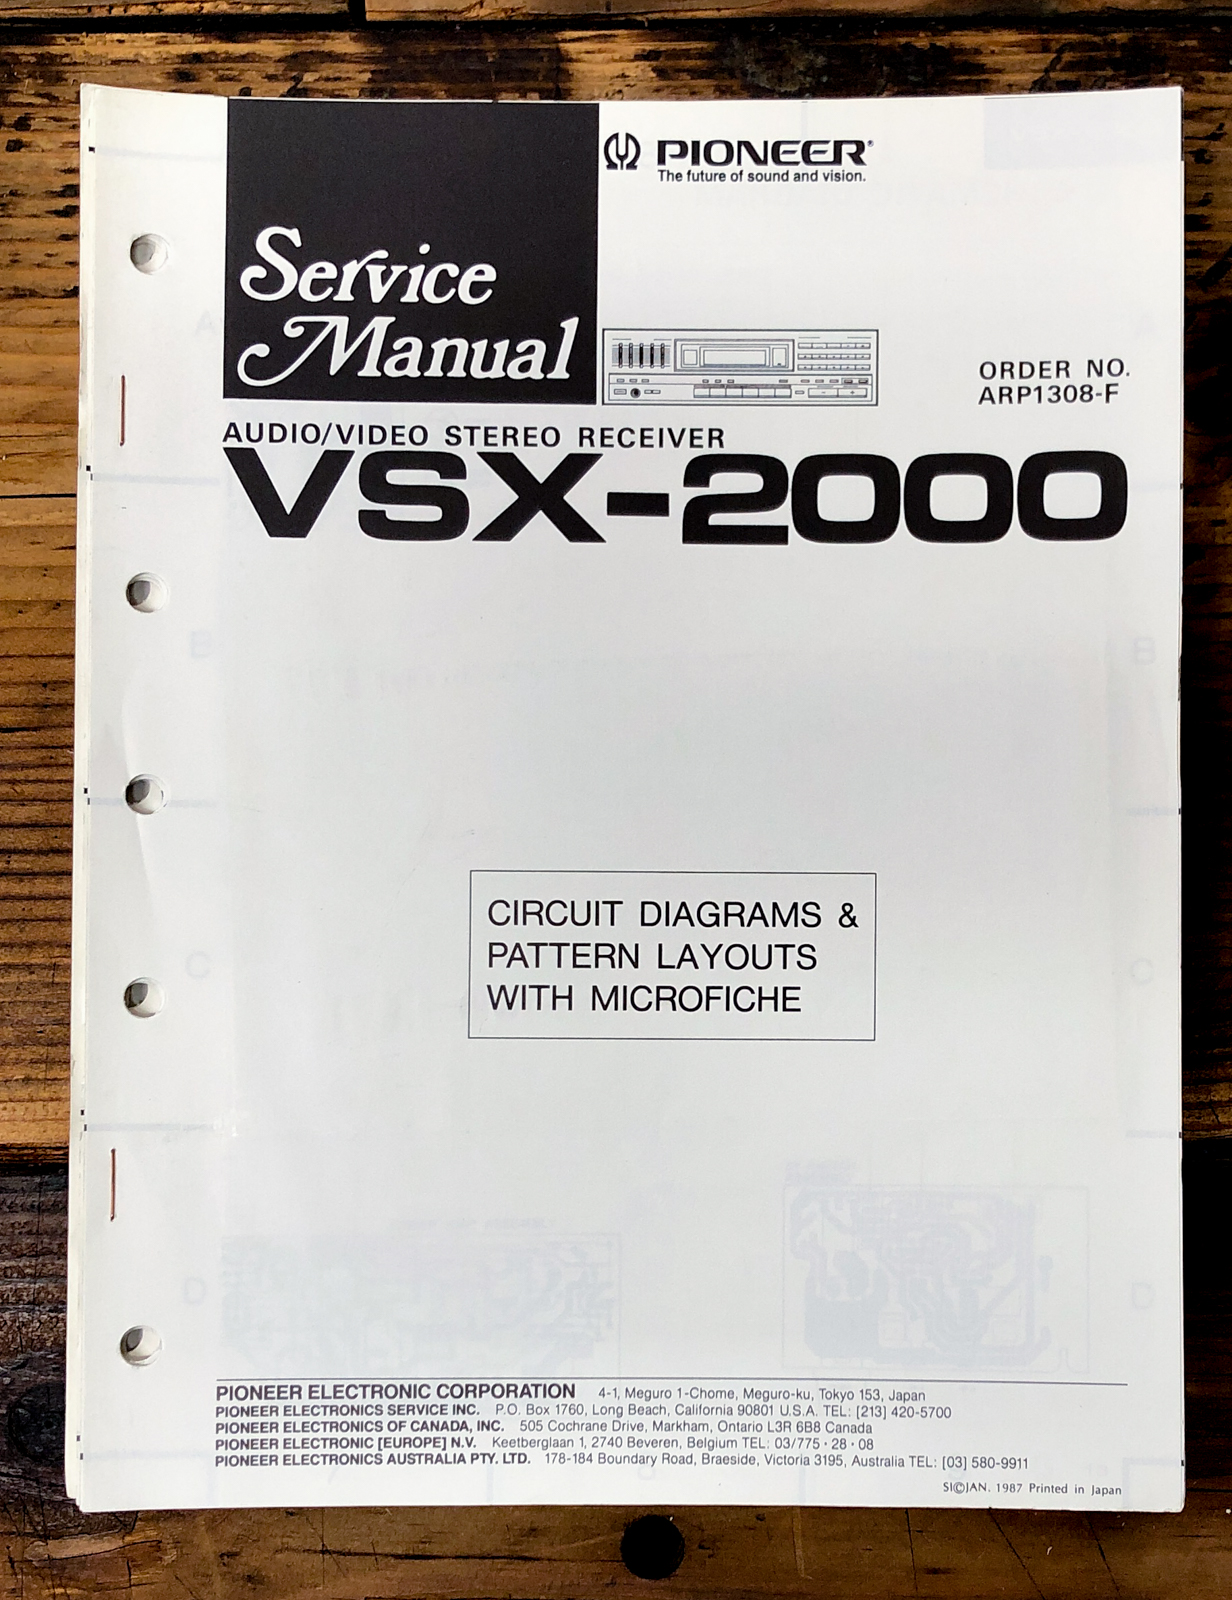 PIONEER®
The future of sound and vision.
Service
Manual
ORDER NO.
ARP1308-F
AUDIO/VIDEO STEREO RECEIVER
VSX-2000
CIRCUIT DIAGRAMS &
PATTERN LAYOUTS
WITH MICROFICHE
PIONEER ELECTRONIC CORPORATION 4-1, Meguro 1-Chome, Meguro-ku, Tokyo 153, Japan
PIONEER ELECTRONICS SERVICE INC. P.O. Box 1760, Long Beach, California 90801 U.S.A. TEL: [213] 420-5700
PIONEER ELECTRONICS OF CANADA, INC. 505 Cochrane Drive, Markham, Ontario L3R 6B8 Canada
PIONEER ELECTRONIC [EUROPE] N.V. Keetberglaan 1, 2740 Beveren, Belgium TEL: 03/775·28·08
PIONEER ELECTRONICS AUSTRALIA PTY. LTD. 178-184 Boundary Road, Braeside, Victoria 3195, Australia TEL: [03] 580-9911
SI©JAN. 1987 Printed in Japan